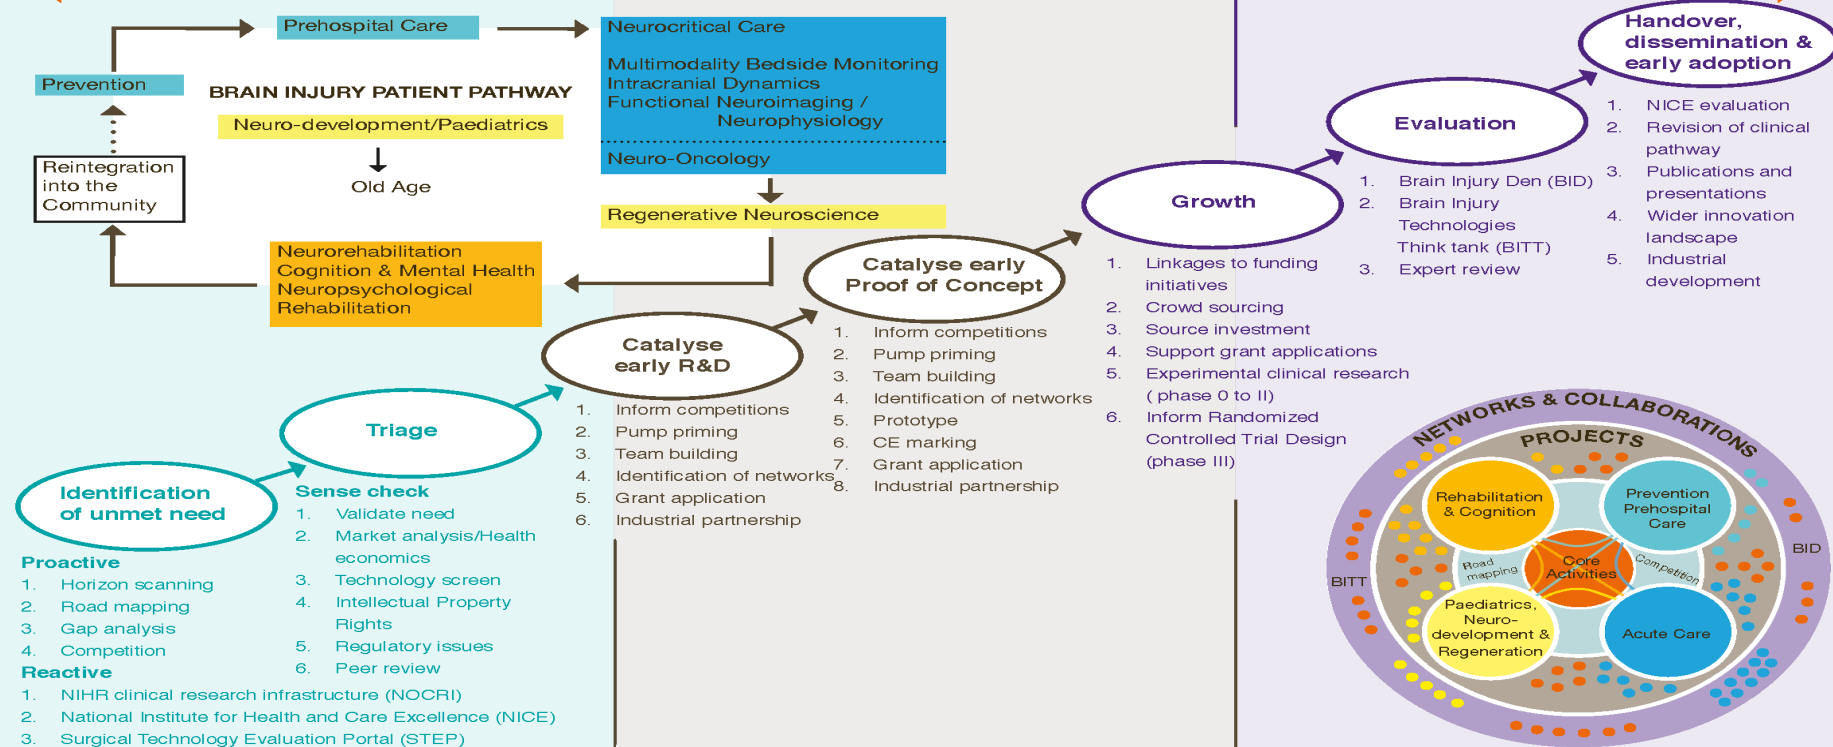 Prehospital Care
Prevention
BRAIN INJURY PATIENT PATHWAY
Neuro-development/Paediatrics
Old Age
Reintegration
into the
Community
Neurocritical Care
Multimodality Bedside Monitoring
Intracranial Dynamics
Functional Neuroimaging /
Neurophysiology
Neuro-Oncology
Regenerative Neuroscience
Neurorehabilitation
Cognition & Mental Health
Neuropsychological
Rehabilitation
Identification
of unmet need
Proactive
1. Horizon scanning
2. Road mapping
3. Gap analysis
4. Competition
Reactive
1. NIHR clinical research infrastructure (NOCRI)
2. National Institute for Health and Care Excellence (NICE)
3. Surgical Technology Evaluation Portal (STEP)
Triage
Sense check
1. Validate need
2. Market analysis/Health
economics
3. Technology screen
4. Intellectual Property
Rights
5. Regulatory issues
6. Peer review
Catalyse
early R&D
1. Inform competitions
2. Pump priming
3. Team building
4. Identification of networks
5. Grant application
6. Industrial partnership
Catalyse early
Proof of Concept
1. Inform competitions
2. Pump priming
3. Team building
4. Identification of networks
5. Prototype
6. CE marking
7. Grant application
8. Industrial partnership
Growth
1. Linkages to funding
initiatives
2. Crowd sourcing
3. Source investment
4. Support grant applications
5. Experimental clinical research
( phase 0 to II)
6. Inform Randomized
Controlled Trial Design
(phase III)
Evaluation
1. Brain Injury Den (BID)
2. Brain Injury
Technologies
Think tank (BITT)
3. Expert review
Handover,
dissemination &
early adoption
1. NICE evaluation
2. Revision of clinical
pathway
3. Publications and
presentations
4. Wider innovation
landscape
5. Industrial
development
NETWORKS & COLLABORATIONS
PROJECTS
Rehabilitation
& Cognition
Prevention
Prehospital
Care
BID
BITT
Road
mapping
Core
Activities
Competition
Paediatrics,
Neuro-
development &
Regeneration
Acute Care